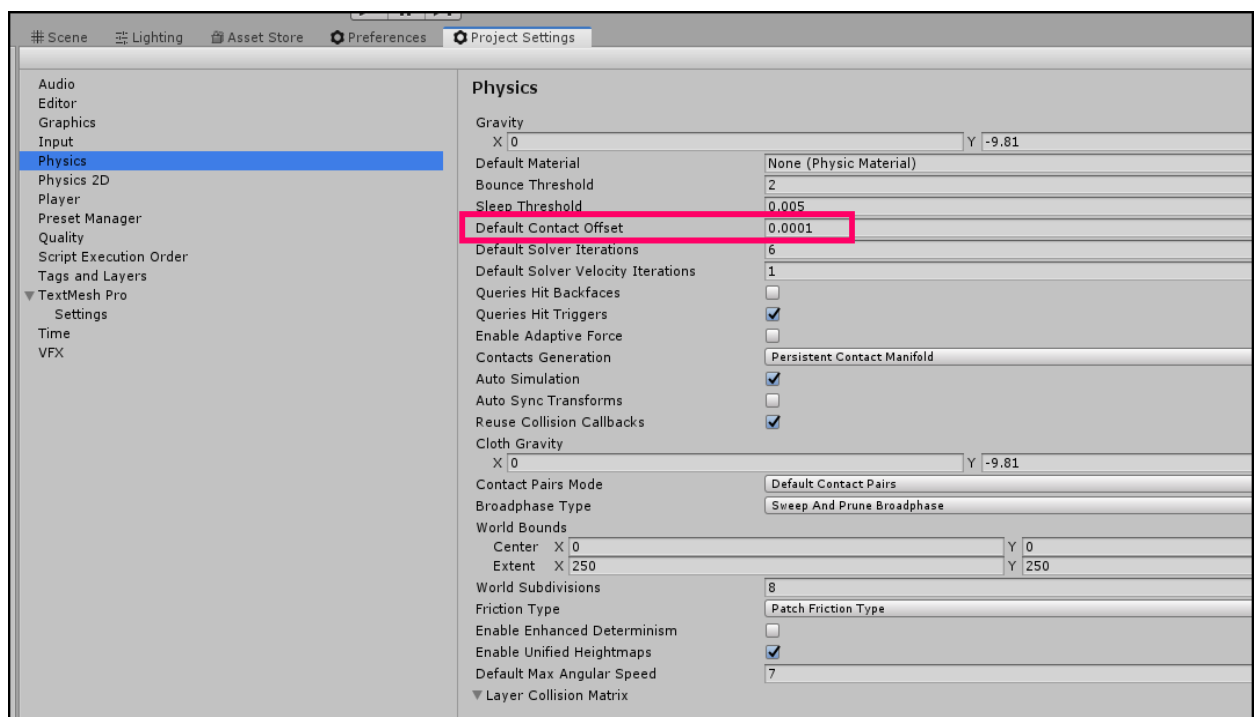 Scene Lighting Asset Store Preferences Project Settings
Audio
Editor
Graphics
Input
Physics
Physics 2D
Player
Preset Manager
Quality
Script Execution Order
Tags and Layers
TextMesh Pro
Settings
Time
VFX
Physics
Gravity
X 0 Y -9.81
Default Material None (Physic Material)
Bounce Threshold 2
Sleep Threshold 0.005
Default Contact Offset 0.0001
Default Solver Iterations 6
Default Solver Velocity Iterations 1
Queries Hit Backfaces
Queries Hit Triggers
Enable Adaptive Force
Contacts Generation Persistent Contact Manifold
Auto Simulation
Auto Sync Transforms
Reuse Collision Callbacks
Cloth Gravity
X 0 Y -9.81
Contact Pairs Mode Default Contact Pairs
Broadphase Type Sweep And Prune Broadphase
World Bounds
Center X 0 Y 0
Extent X 250 Y 250
World Subdivisions 8
Friction Type Patch Friction Type
Enable Enhanced Determinism
Enable Unified Heightmaps
Default Max Angular Speed 7
Layer Collision Matrix